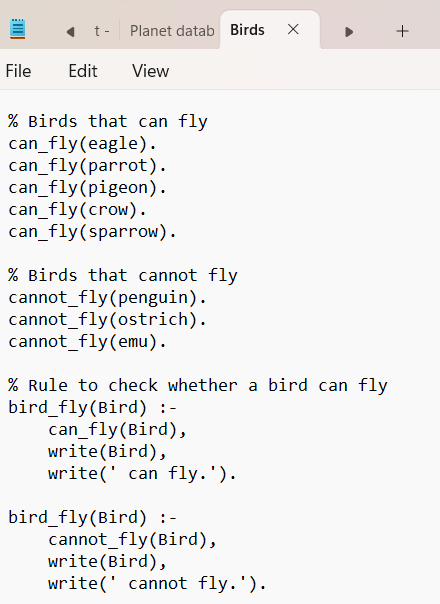 t - Planet datab Birds
File Edit View
% Birds that can fly
can_fly(eagle).
can_fly(parrot).
can_fly(pigeon).
can_fly(crow).
can_fly(sparrow).

% Birds that cannot fly
cannot_fly(penguin).
cannot_fly(ostrich).
cannot_fly(emu).

% Rule to check whether a bird can fly
bird_fly(Bird) :-
    can_fly(Bird),
    write(Bird),
    write(' can fly.').

bird_fly(Bird) :-
    cannot_fly(Bird),
    write(Bird),
    write(' cannot fly.').